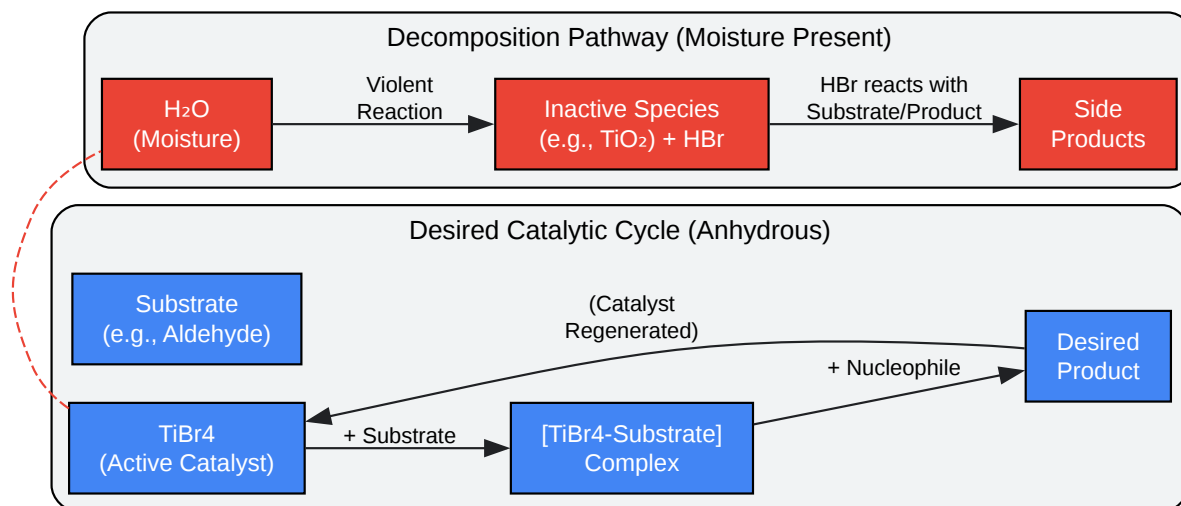 Decomposition Pathway (Moisture Present)
H₂O
(Moisture)
Violent
Reaction
Inactive Species
(e.g., TiO₂) + HBr
HBr reacts with
Substrate/Product
Side
Products
Desired Catalytic Cycle (Anhydrous)
Substrate
(e.g., Aldehyde)
(Catalyst
Regenerated)
Desired
Product
+ Nucleophile
TiBr4
(Active Catalyst)
+ Substrate
[TiBr4-Substrate]
Complex